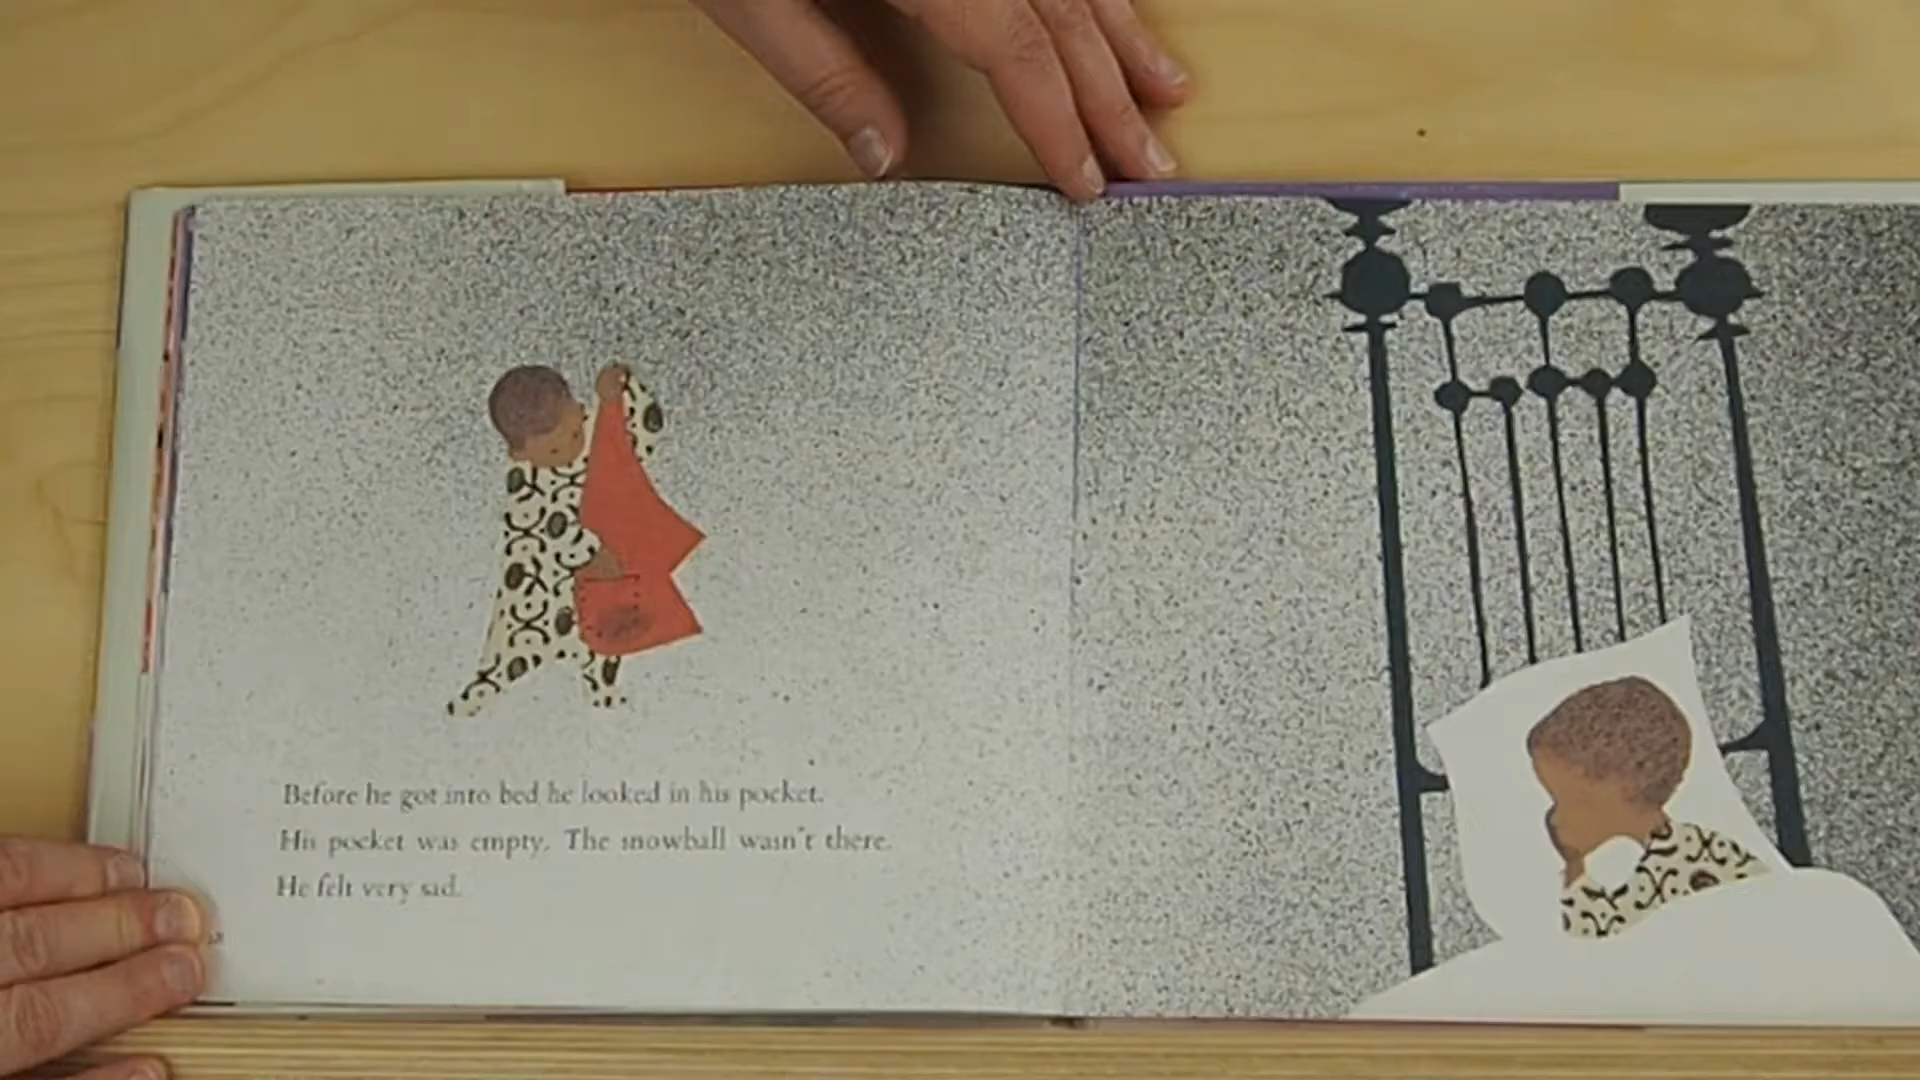 Before he got into bed he looked in his pocket.
His pocket was empty. The snowball wasn't there.
He felt very sad.
28